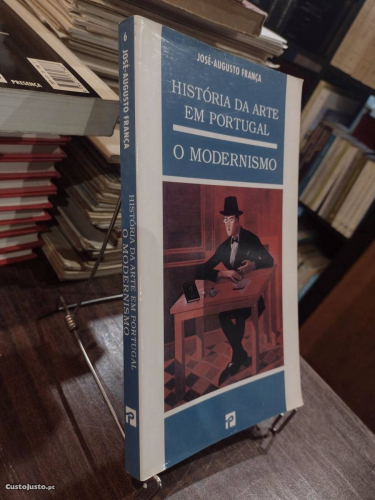 PRESENÇA
6
JOSÉ-AUGUSTO FRANÇA
HISTÓRIA DA ARTE EM PORTUGAL
O MODERNISMO
P
JOSÉ-AUGUSTO FRANÇA
HISTÓRIA DA ARTE
EM PORTUGAL
O MODERNISMO
P
CustoJusto.pt